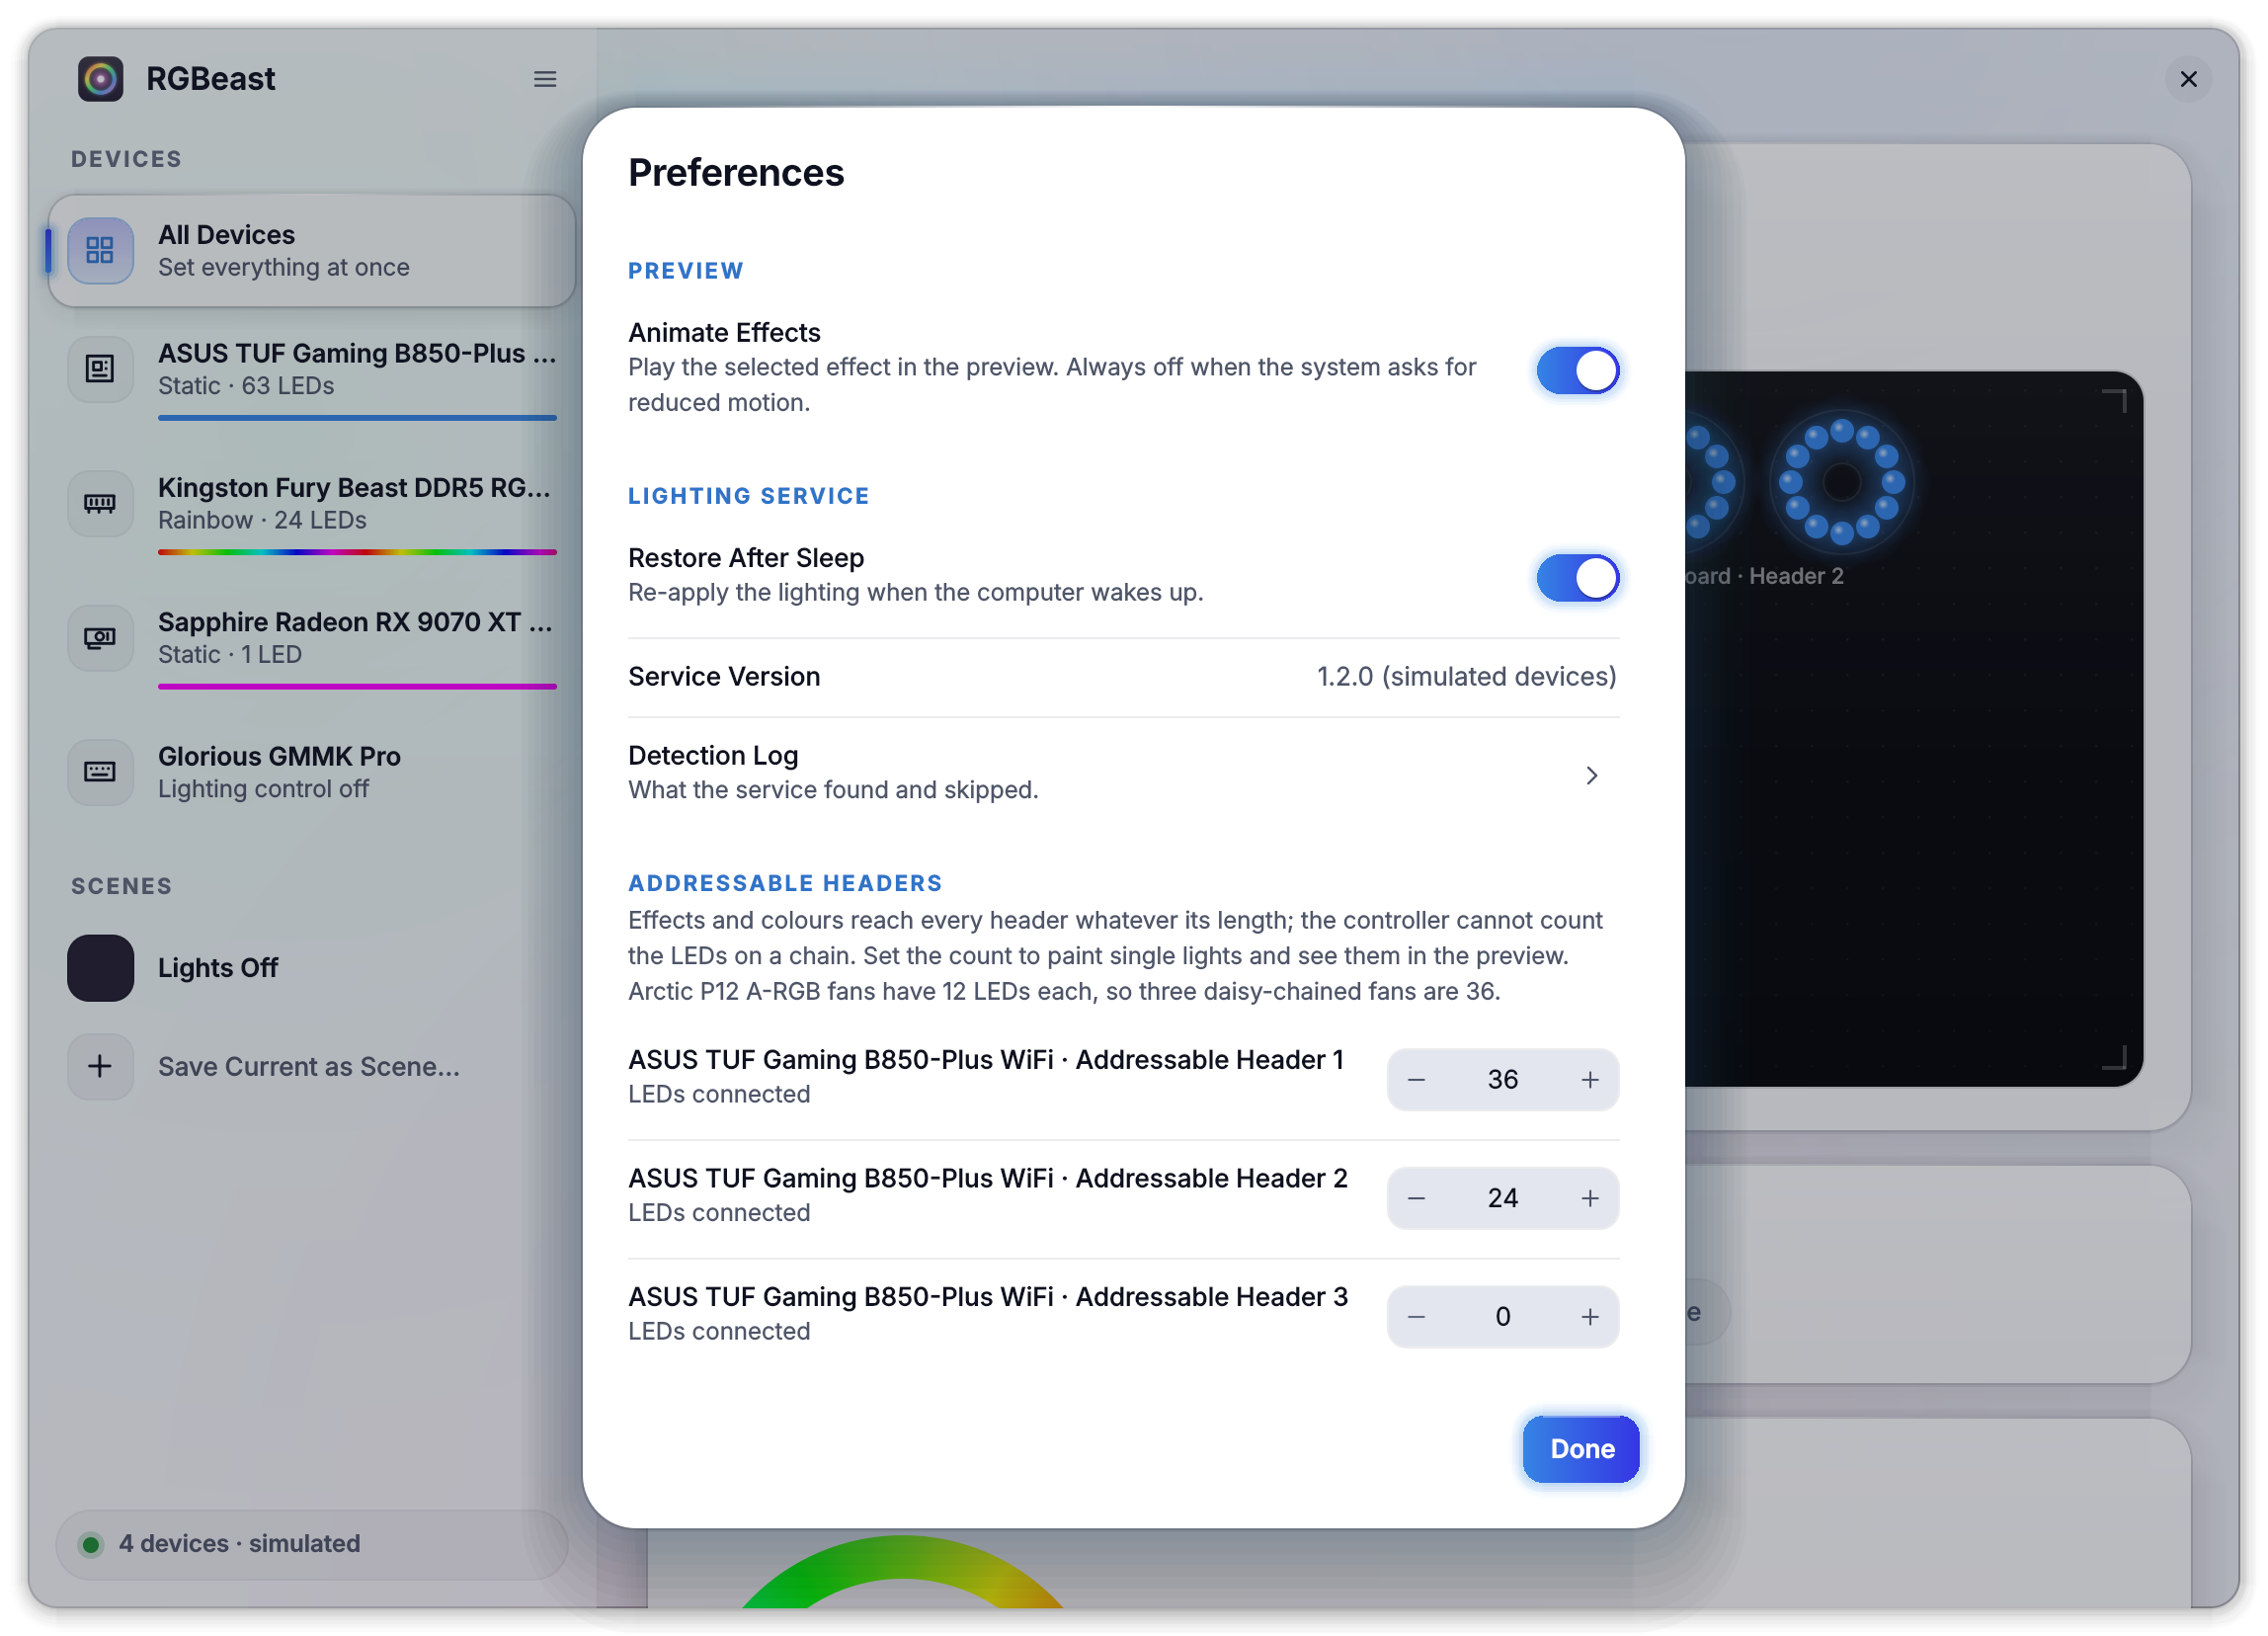 RGBeast
DEVICES
All Devices
Set everything at once
ASUS TUF Gaming B850-Plus ...
Static · 63 LEDs
Kingston Fury Beast DDR5 RG...
Rainbow · 24 LEDs
Sapphire Radeon RX 9070 XT ...
Static · 1 LED
Glorious GMMK Pro
Lighting control off
SCENES
Lights Off
Save Current as Scene...
4 devices · simulated
Preferences
PREVIEW
Animate Effects
Play the selected effect in the preview. Always off when the system asks for
reduced motion.
LIGHTING SERVICE
Restore After Sleep
Re-apply the lighting when the computer wakes up.
Service Version
1.2.0 (simulated devices)
Detection Log
What the service found and skipped.
ADDRESSABLE HEADERS
Effects and colours reach every header whatever its length; the controller cannot count
the LEDs on a chain. Set the count to paint single lights and see them in the preview.
Arctic P12 A-RGB fans have 12 LEDs each, so three daisy-chained fans are 36.
ASUS TUF Gaming B850-Plus WiFi · Addressable Header 1
LEDs connected
36
ASUS TUF Gaming B850-Plus WiFi · Addressable Header 2
LEDs connected
24
ASUS TUF Gaming B850-Plus WiFi · Addressable Header 3
LEDs connected
0
Done
oard · Header 2
e